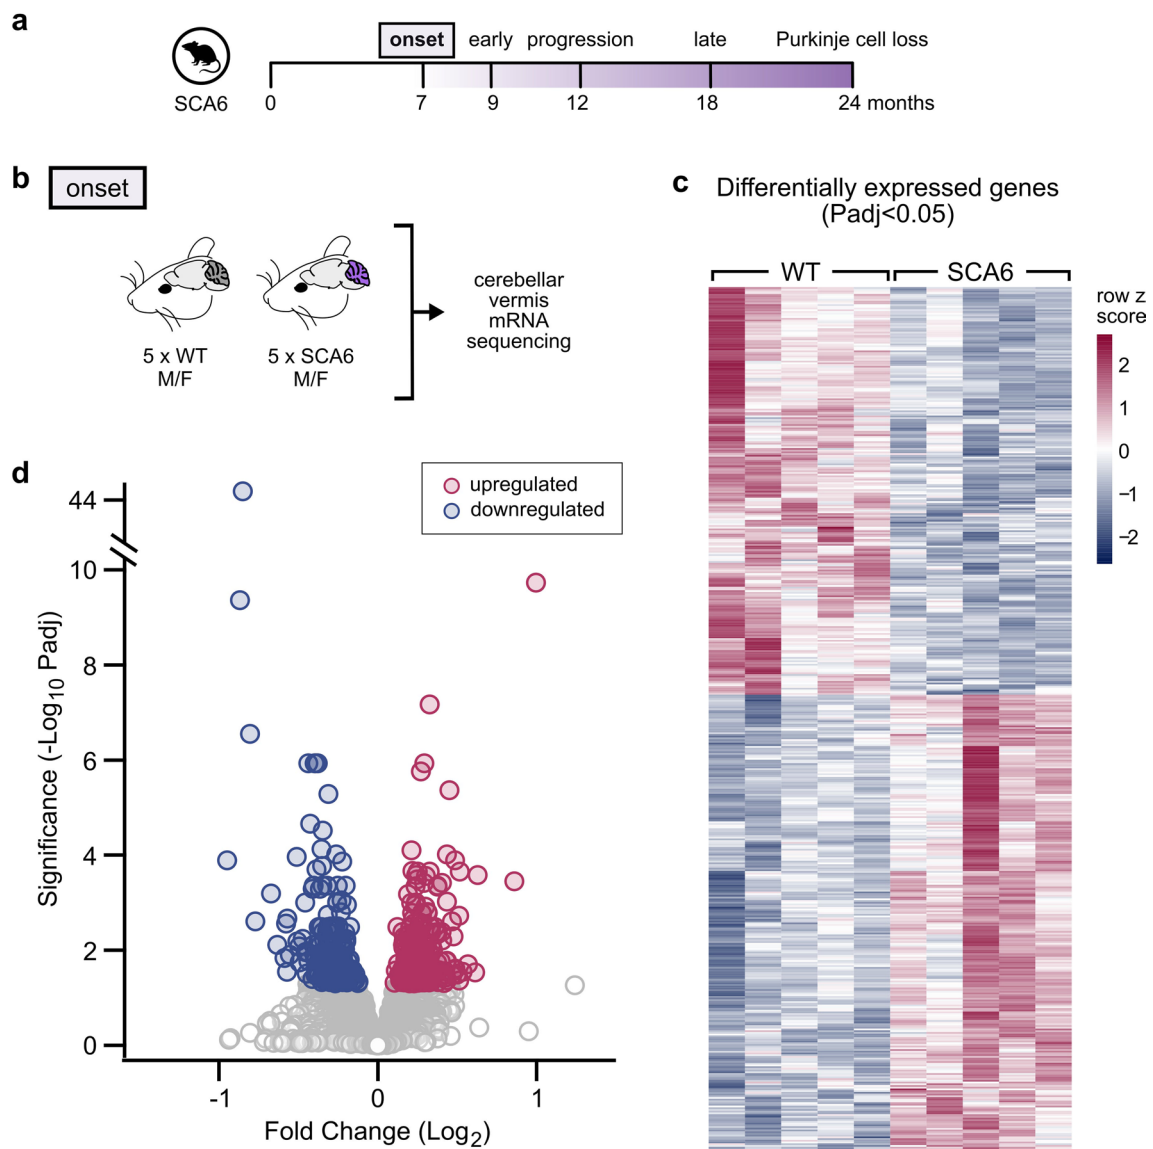 a
onset early progression late Purkinje cell loss
SCA6
0 7 9 12 18 24 months
b
onset
5 x WT
M/F
5 x SCA6
M/F
cerebellar
vermis
mRNA
sequencing
c
Differentially expressed genes
(Padj<0.05)
WT SCA6
row z
score
2
1
0
−1
−2
d
upregulated
downregulated
Significance (-Log10 Padj)
44
10
8
6
4
2
0
-1 0 1
Fold Change (Log2)